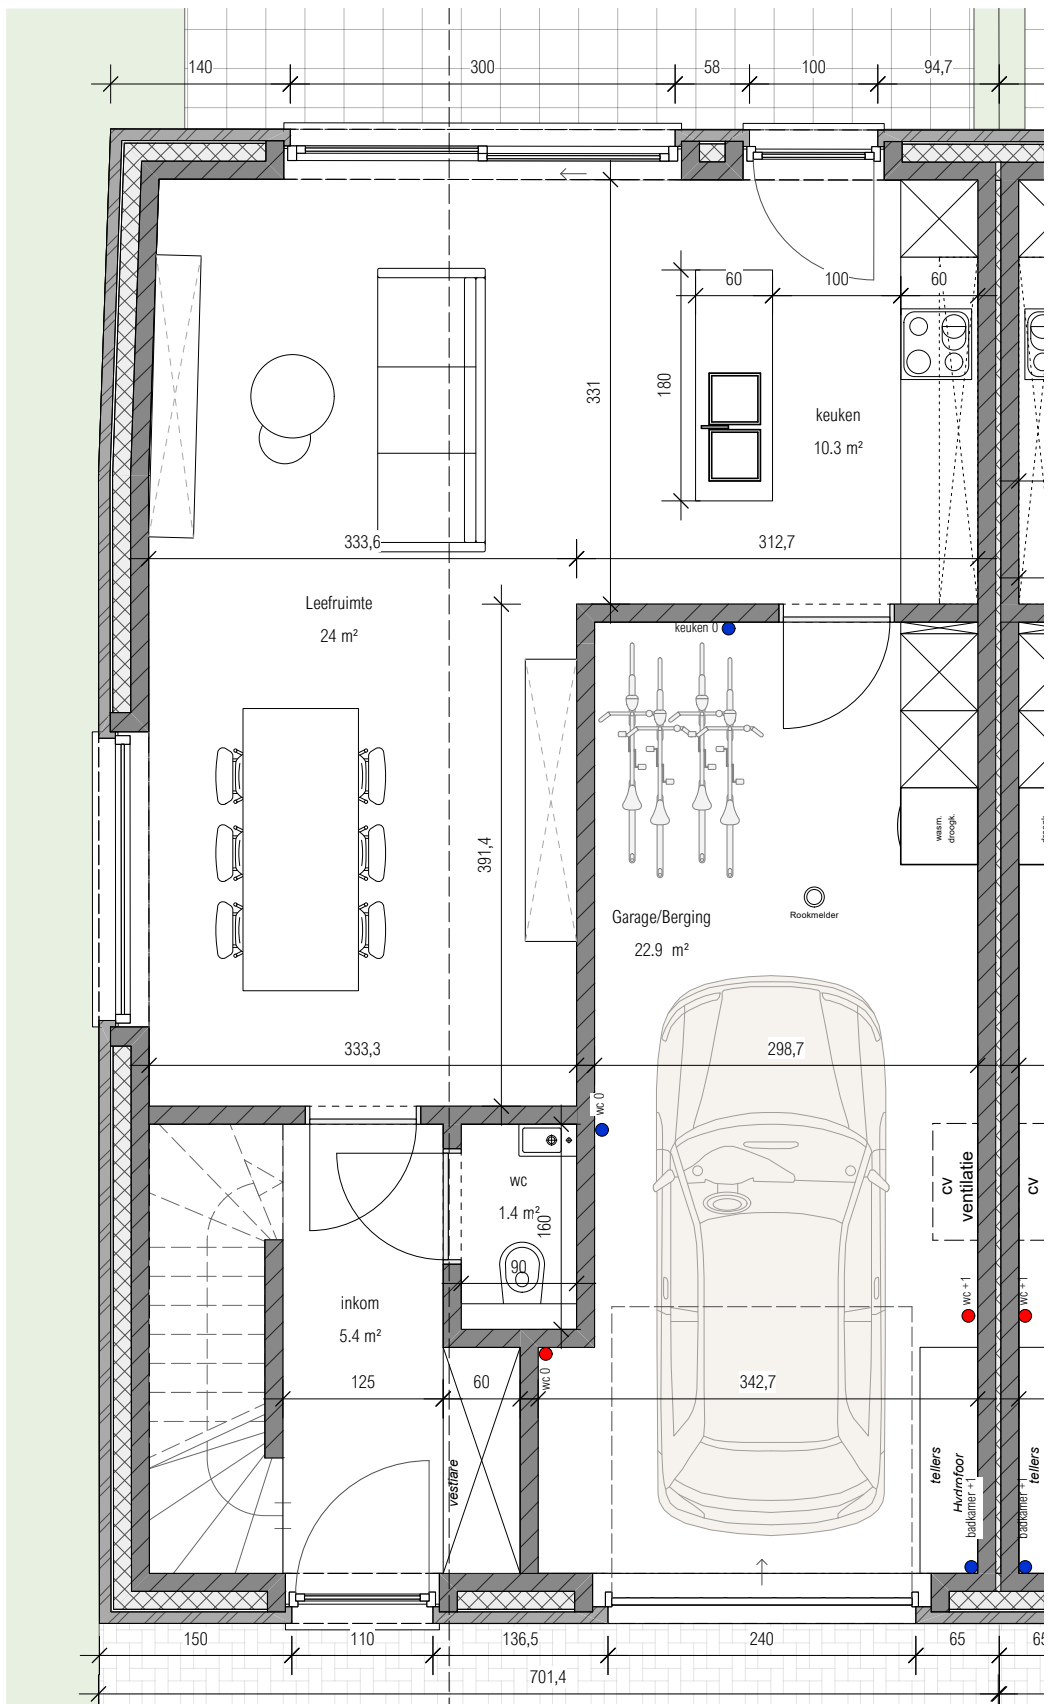 140
300
58
100
94,7
60
100
60
331
180
keuken
10.3 m²
333,6
312,7
Leefruimte
24 m²
keuken 0
391,4
wasm.
droogk.
droogk.
Garage/Berging
22.9 m²
Rookmelder
333,3
298,7
wc 0
wc
1.4 m²
160
90
cv
ventilatie
cv
inkom
5.4 m²
wc +1
wc +1
wc 0
125
60
342,7
vestiare
tellers
badkamer +1
tellers
badkamer +1
150
110
136,5
240
65
65
701,4